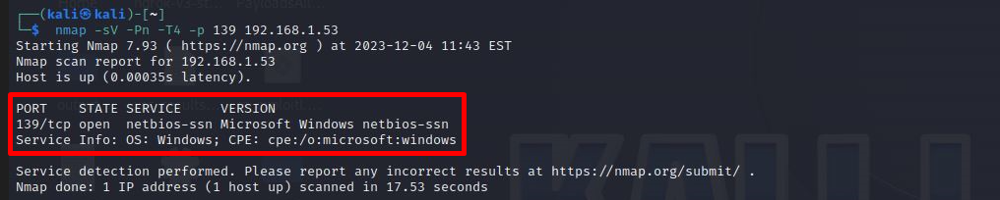 ┌──(kali㉿kali)-[~]
└─$ nmap -sV -Pn -T4 -p 139 192.168.1.53
Starting Nmap 7.93 ( https://nmap.org ) at 2023-12-04 11:43 EST
Nmap scan report for 192.168.1.53
Host is up (0.00035s latency).
PORT    STATE SERVICE     VERSION
139/tcp open  netbios-ssn Microsoft Windows netbios-ssn
Service Info: OS: Windows; CPE: cpe:/o:microsoft:windows
Service detection performed. Please report any incorrect results at https://nmap.org/submit/ .
Nmap done: 1 IP address (1 host up) scanned in 17.53 seconds
KALI